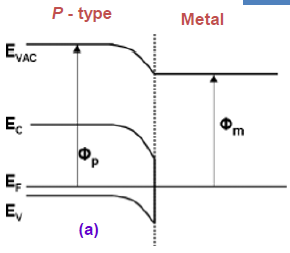 P - type
Metal
E_VAC
E_C
Φ_p
Φ_m
E_F
E_V
(a)